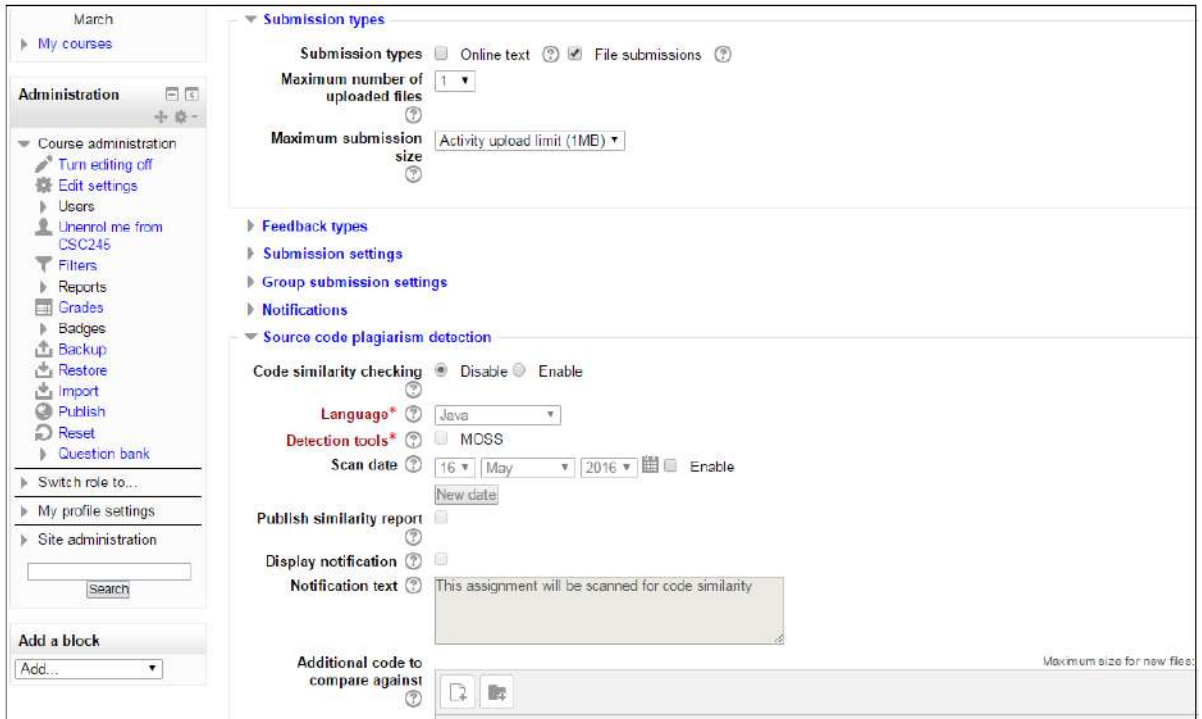 March
My courses
Administration
Course administration
Turn editing off
Edit settings
Users
Unenrol me from
CSC245
Filters
Reports
Grades
Badges
Backup
Restore
Import
Publish
Reset
Question bank
Switch role to...
My profile settings
Site administration
Search
Add a block
Add...
Submission types
Submission types Online text File submissions
Maximum number of 1
uploaded files
Maximum submission Activity upload limit (1MB)
size
Feedback types
Submission settings
Group submission settings
Notifications
Source code plagiarism detection
Code similarity checking Disable Enable
Language* Java
Detection tools* MOSS
Scan date 16 May 2016 Enable
New date
Publish similarity report
Display notification
Notification text This assignment will be scanned for code similarity
Additional code to
compare against
Maximum size for new files: